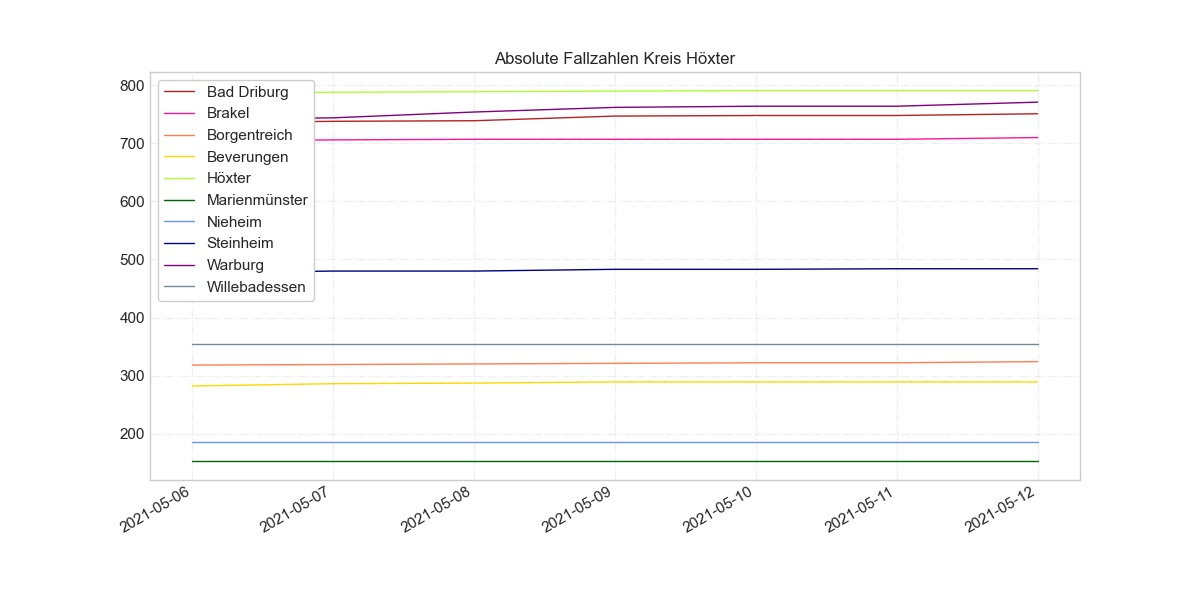 Absolute Fallzahlen Kreis Höxter
800
700
600
500
400
300
200
Bad Driburg
Brakel
Borgentreich
Beverungen
Höxter
Marienmünster
Nieheim
Steinheim
Warburg
Willebadessen
2021-05-06
2021-05-07
2021-05-08
2021-05-09
2021-05-10
2021-05-11
2021-05-12